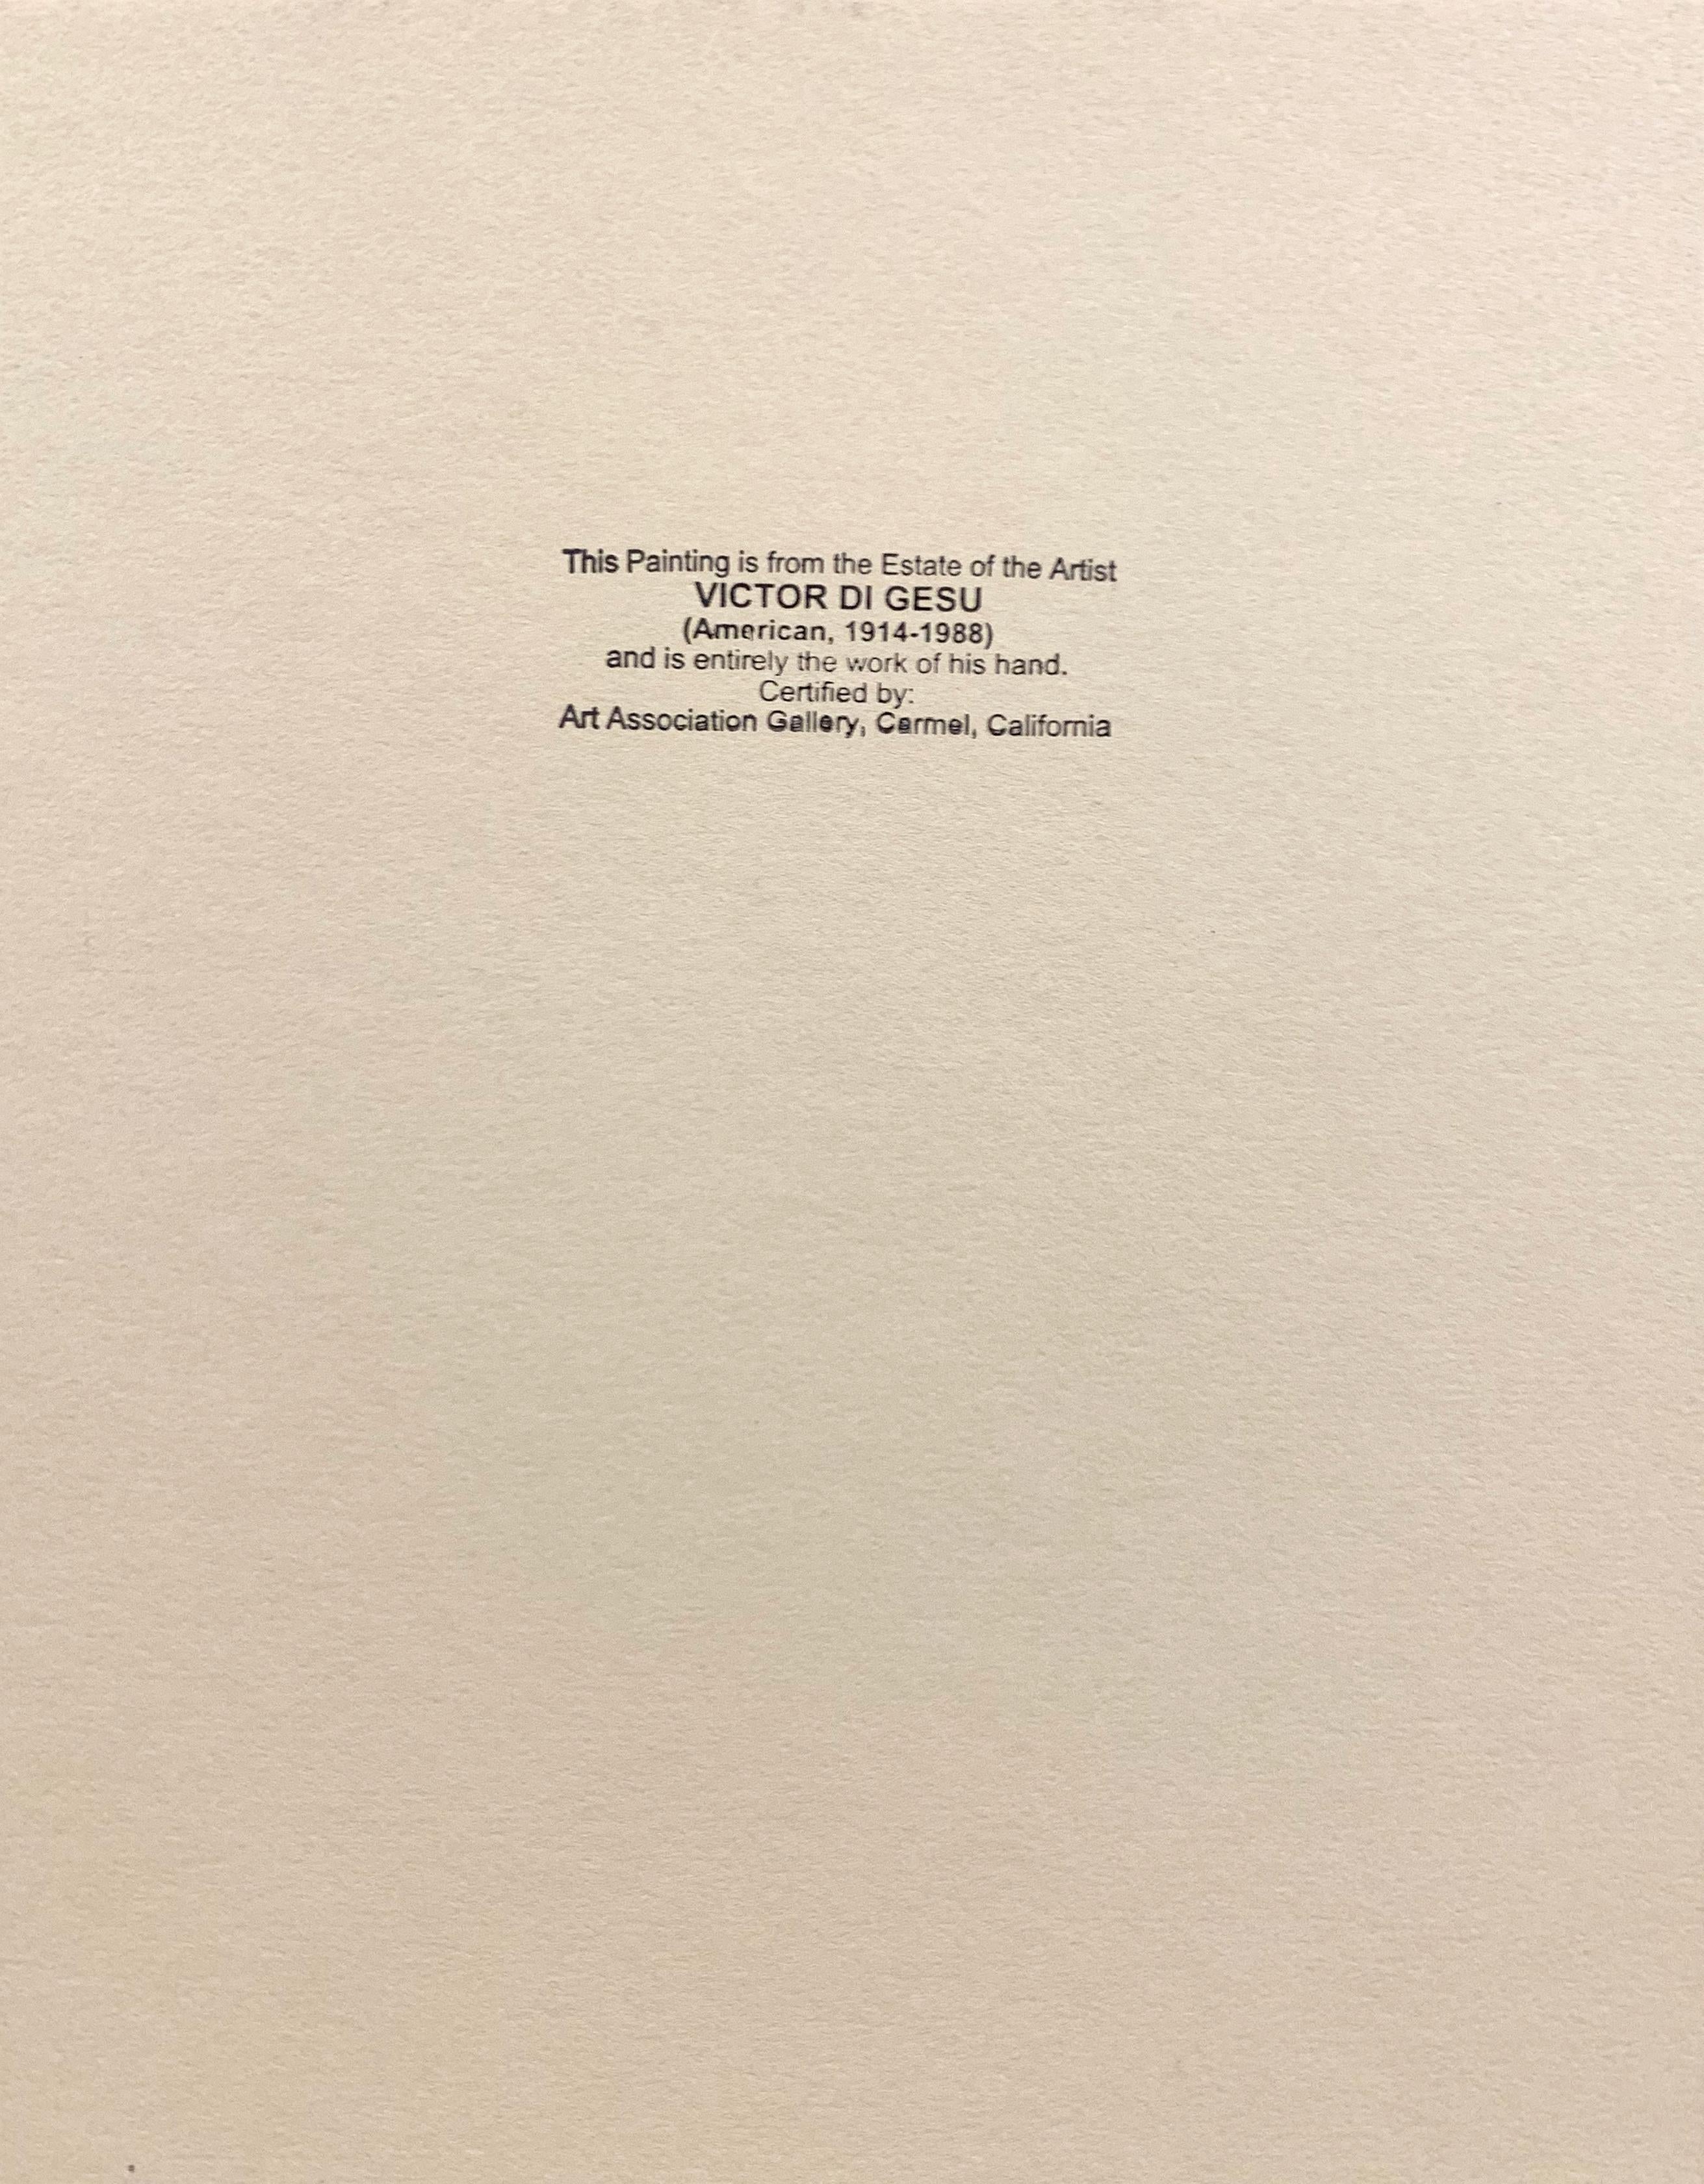 This Painting is from the Estate of the Artist
VICTOR DI GESU
(American, 1914-1988)
and is entirely the work of his hand.
Certified by:
Art Association Gallery, Carmel, California